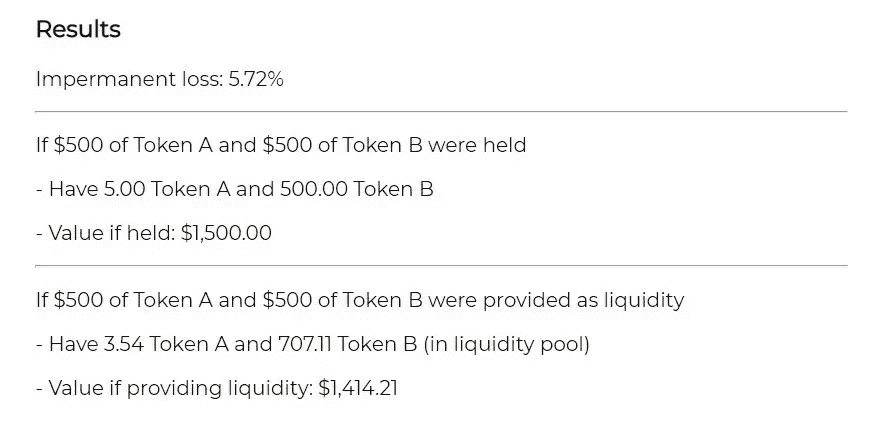 Results
Impermanent loss: 5.72%
If $500 of Token A and $500 of Token B were held
- Have 5.00 Token A and 500.00 Token B
- Value if held: $1,500.00
If $500 of Token A and $500 of Token B were provided as liquidity
- Have 3.54 Token A and 707.11 Token B (in liquidity pool)
- Value if providing liquidity: $1,414.21